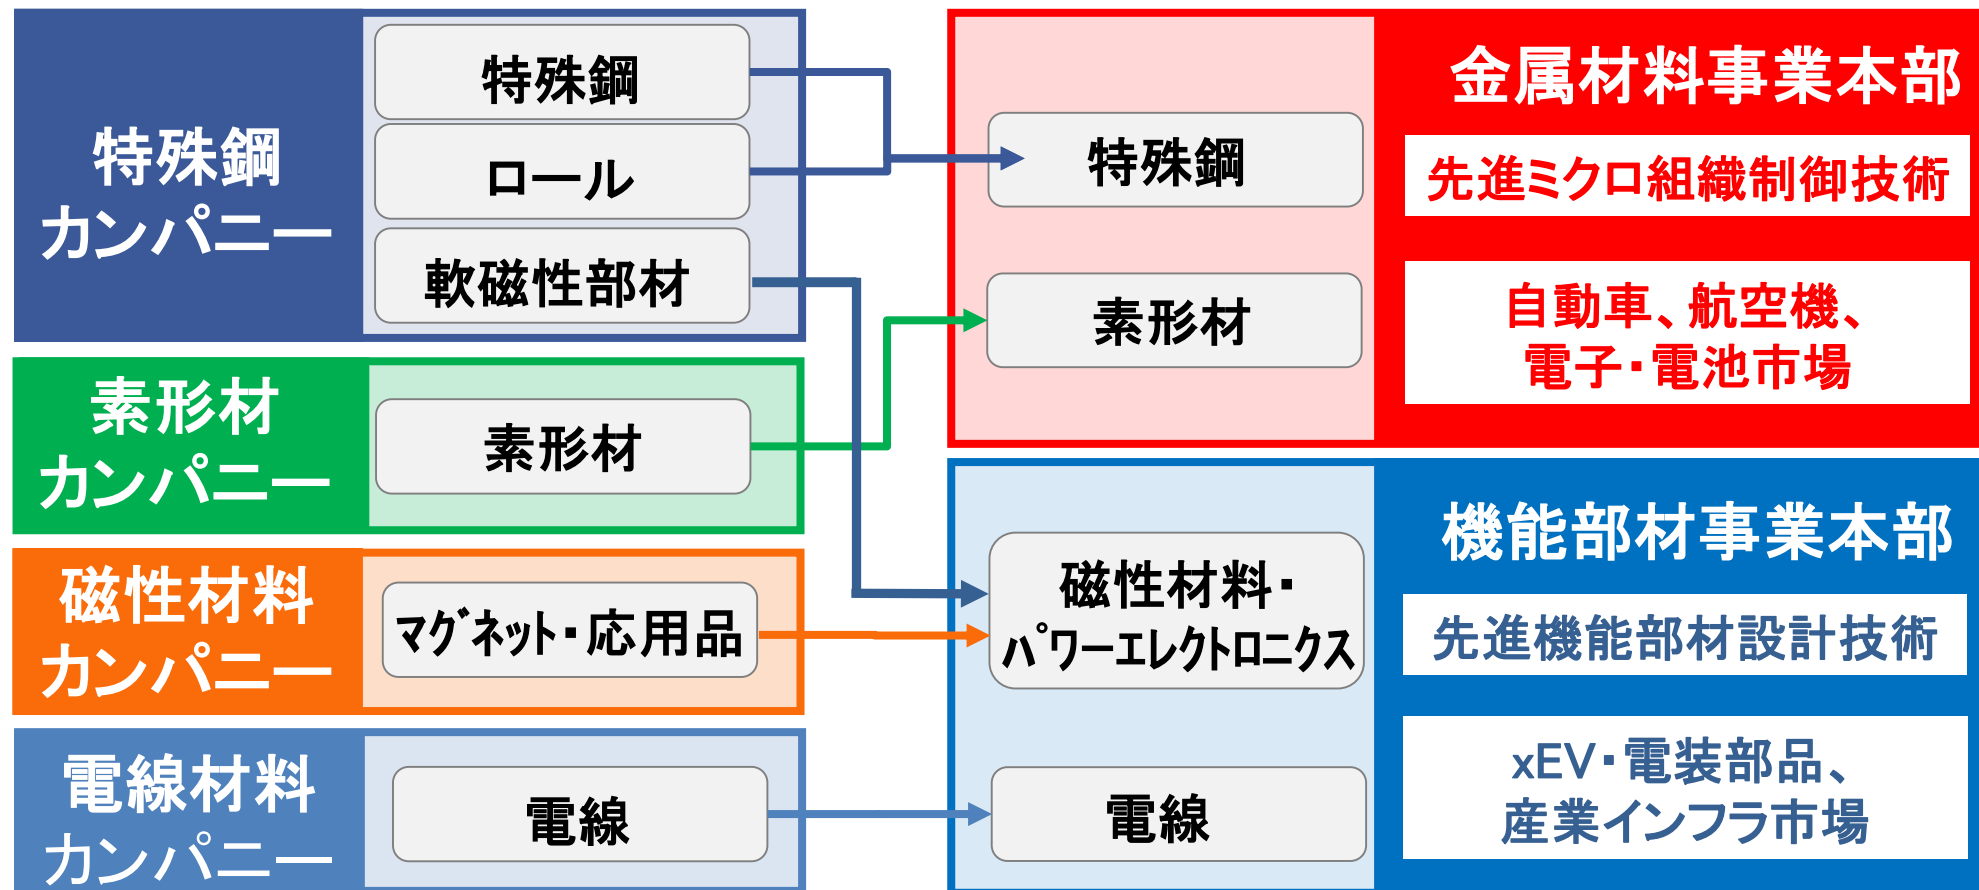 特殊鋼
カンパニー
特殊鋼
ロール
軟磁性部材
素形材
カンパニー
素形材
磁性材料
カンパニー
マグネット・応用品
電線材料
カンパニー
電線
金属材料事業本部
特殊鋼
先進ミクロ組織制御技術
素形材
自動車、航空機、
電子・電池市場
機能部材事業本部
磁性材料・
パワーエレクトロニクス
先進機能部材設計技術
電線
xEV・電装部品、
産業インフラ市場